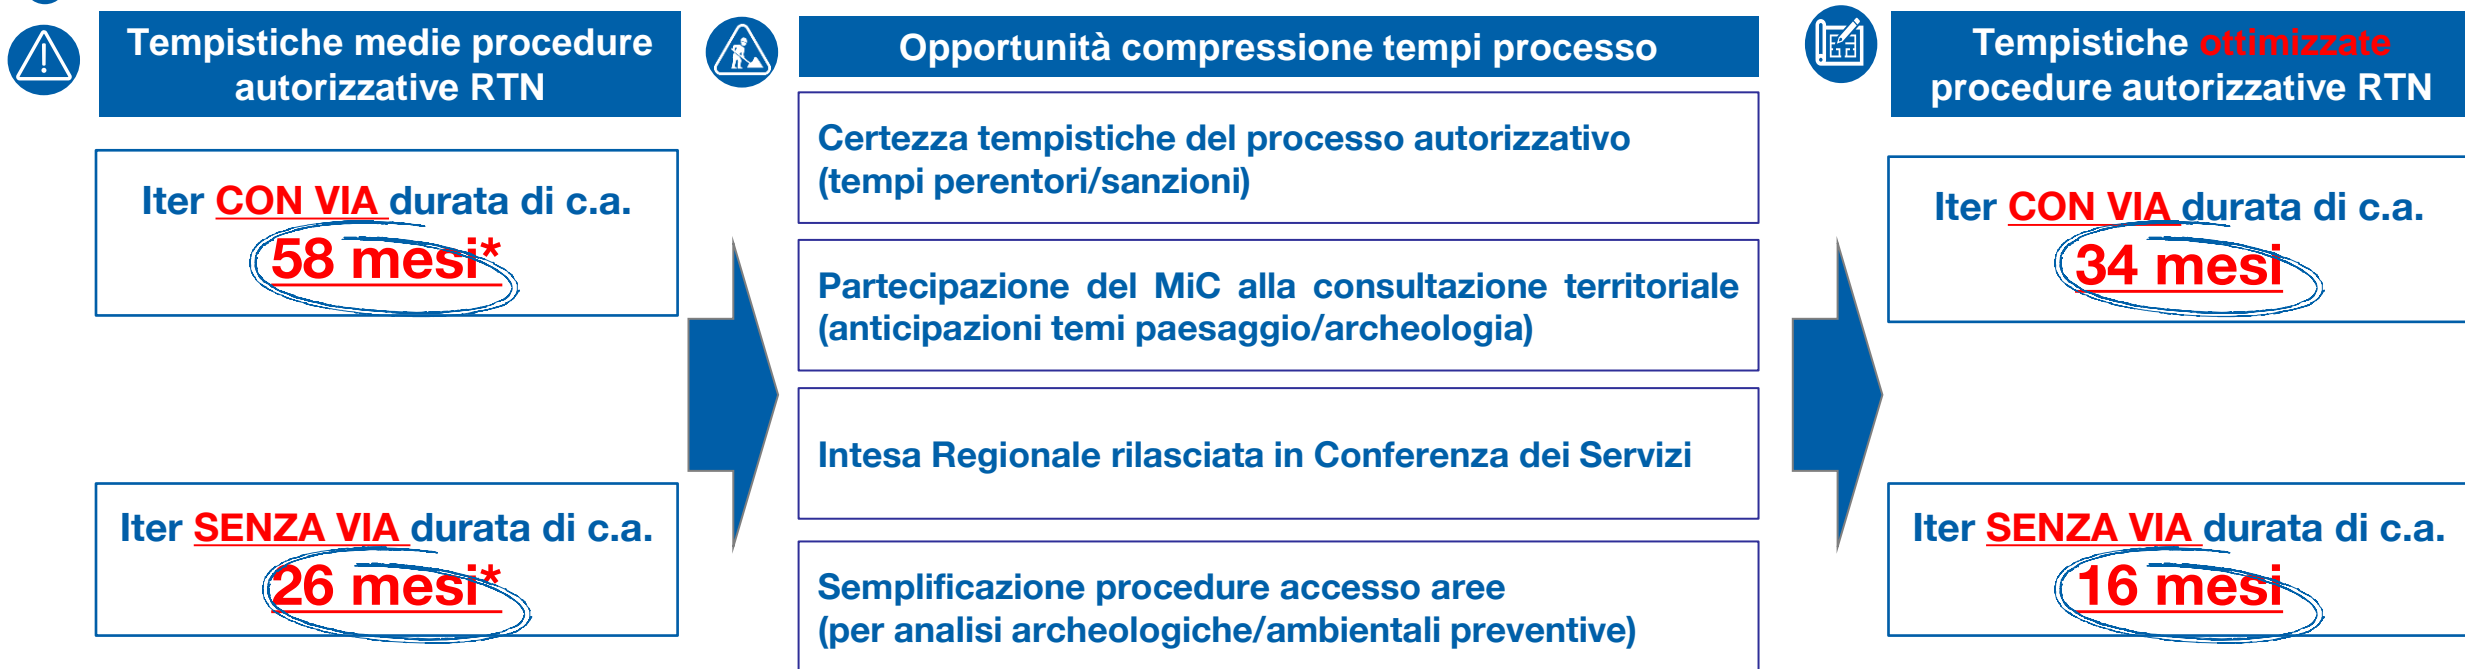 Tempistiche medie procedure
autorizzative RTN
Iter CON VIA durata di c.a.
58 mesi*
Iter SENZA VIA durata di c.a.
26 mesi*
Opportunità compressione tempi processo
Certezza tempistiche del processo autorizzativo
(tempi perentori/sanzioni)
Partecipazione del MiC alla consultazione territoriale
(anticipazioni temi paesaggio/archeologia)
Intesa Regionale rilasciata in Conferenza dei Servizi
Semplificazione procedure accesso aree
(per analisi archeologiche/ambientali preventive)
Tempistiche ottimizzate
procedure autorizzative RTN
Iter CON VIA durata di c.a.
34 mesi
Iter SENZA VIA durata di c.a.
16 mesi